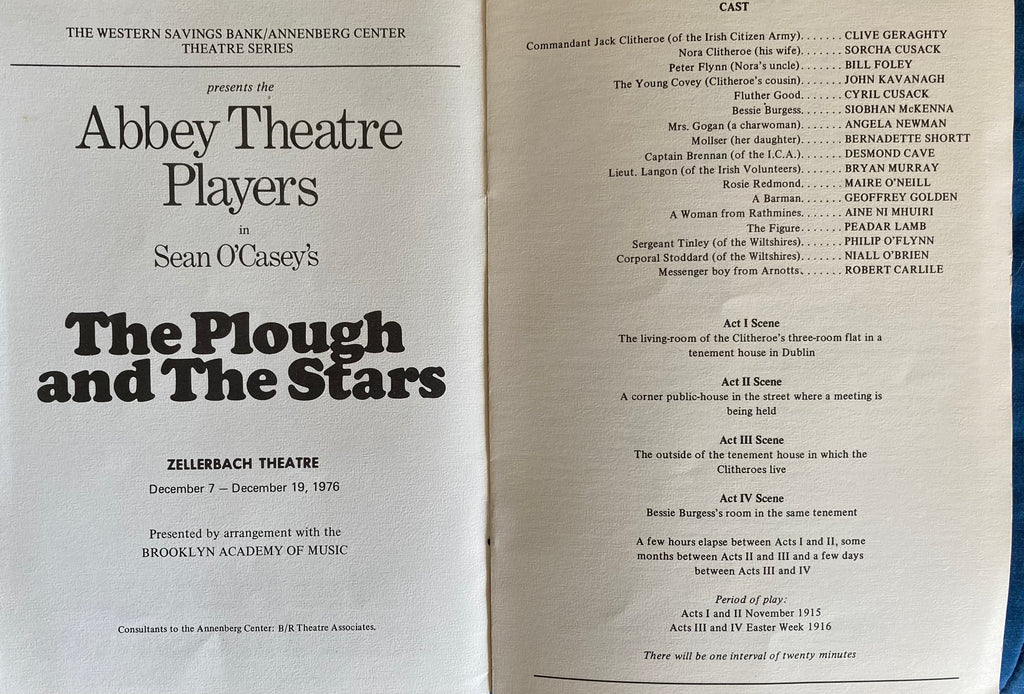 THE WESTERN SAVINGS BANK/ANNENBERG CENTER
THEATRE SERIES
presents the
Abbey Theatre
Players
in
Sean O'Casey's
The Plough
and The Stars
ZELLERBACH THEATRE
December 7 — December 19, 1976
Presented by arrangement with the
BROOKLYN ACADEMY OF MUSIC
Consultants to the Annenberg Center: B/R Theatre Associates.
CAST
Commandant Jack Clitheroe (of the Irish Citizen Army). . . . . . . CLIVE GERAGHTY
Nora Clitheroe (his wife). . . . . . . SORCHA CUSACK
Peter Flynn (Nora's uncle). . . . . . . BILL FOLEY
The Young Covey (Clitheroe's cousin). . . . . . . JOHN KAVANAGH
Fluther Good. . . . . . . CYRIL CUSACK
Bessie Burgess. . . . . . . SIOBHAN McKENNA
Mrs. Gogan (a charwoman). . . . . . . ANGELA NEWMAN
Mollser (her daughter). . . . . . . BERNADETTE SHORTT
Captain Brennan (of the I.C.A.). . . . . . . DESMOND CAVE
Lieut. Langon (of the Irish Volunteers). . . . . . . BRYAN MURRAY
Rosie Redmond. . . . . . . MAIRE O'NEILL
A Barman. . . . . . . GEOFFREY GOLDEN
A Woman from Rathmines. . . . . . . AINE NI MHUIRI
The Figure. . . . . . . PEADAR LAMB
Sergeant Tinley (of the Wiltshires). . . . . . . PHILIP O'FLYNN
Corporal Stoddard (of the Wiltshires). . . . . . . NIALL O'BRIEN
Messenger boy from Arnotts. . . . . . . ROBERT CARLILE
Act I Scene
The living-room of the Clitheroe's three-room flat in a
tenement house in Dublin
Act II Scene
A corner public-house in the street where a meeting is
being held
Act III Scene
The outside of the tenement house in which the
Clitheroes live
Act IV Scene
Bessie Burgess's room in the same tenement
A few hours elapse between Acts I and II, some
months between Acts II and III and a few days
between Acts III and IV
Period of play:
Acts I and II November 1915
Acts III and IV Easter Week 1916
There will be one interval of twenty minutes